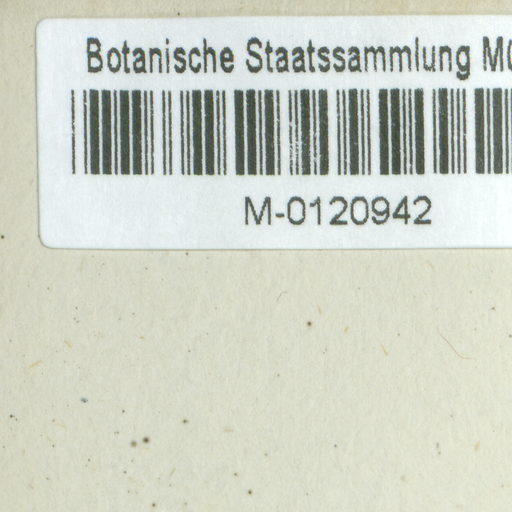 Botanische Staatssammlung
M-0120942